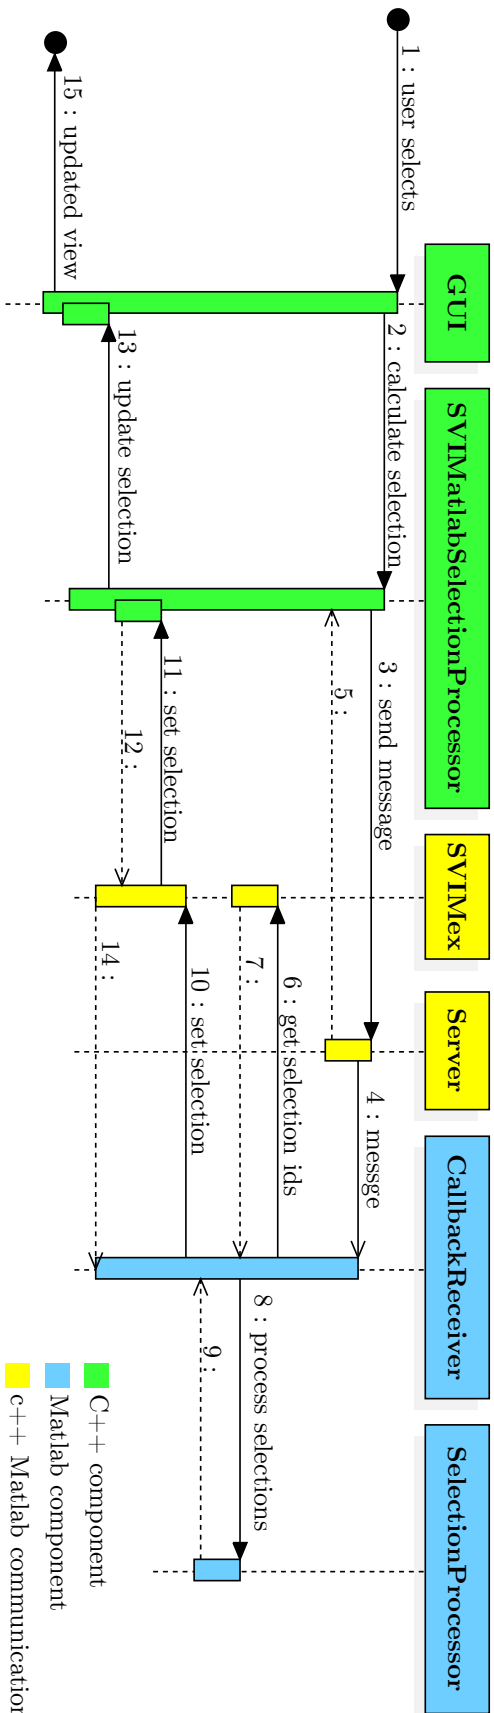 GUI
SVIMatlabSelectionProcessor
SVIMex
Server
CallbackReceiver
SelectionProcessor
1 : user selects
2 : calculate selection
3 : send message
4 : messge
5 :
6 : get selection ids
7 :
8 : process selections
9 :
10 : set selection
11 : set selection
12 :
13 : update selection
14 :
15 : updated view
C++ component
Matlab component
c++ Matlab communication